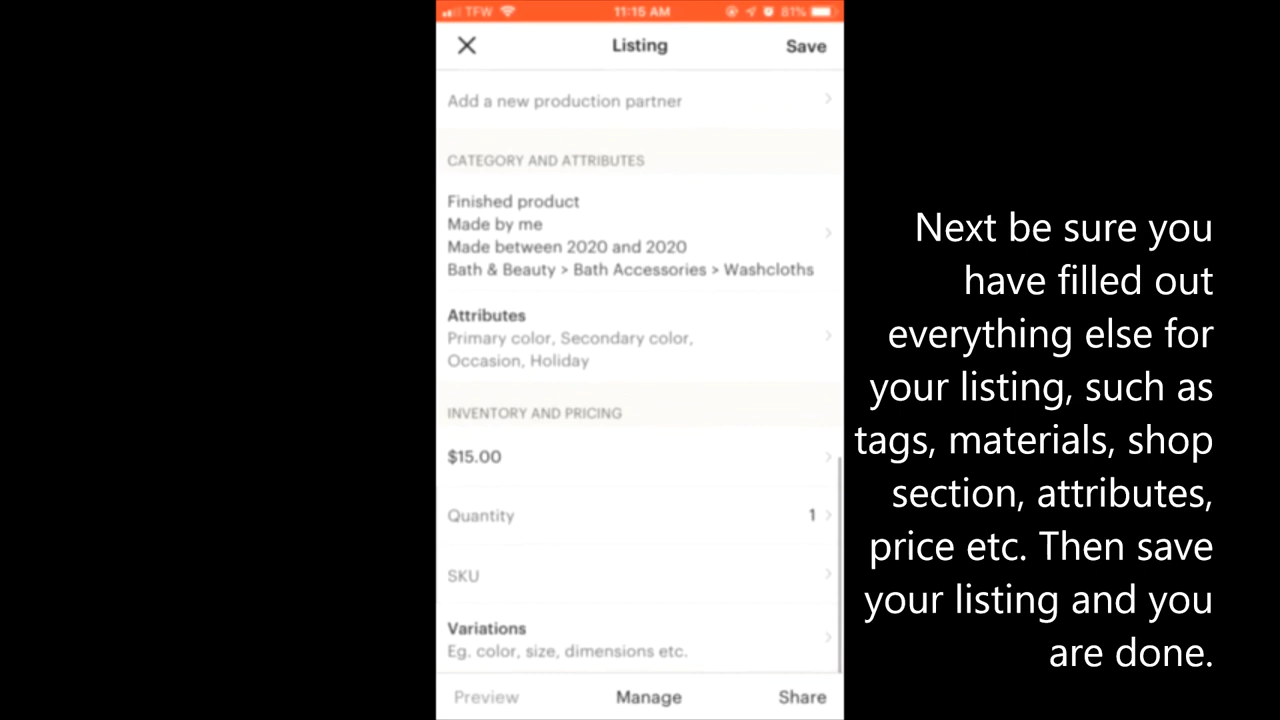 TFW 11:15 AM 81%
Listing Save
Add a new production partner
CATEGORY AND ATTRIBUTES
Finished product
Made by me
Made between 2020 and 2020
Bath & Beauty > Bath Accessories > Washcloths
Attributes
Primary color, Secondary color,
Occasion, Holiday
INVENTORY AND PRICING
$15.00
Quantity 1
SKU
Variations
Eg. color, size, dimensions etc.
Preview Manage Share
Next be sure you
have filled out
everything else for
your listing, such as
tags, materials, shop
section, attributes,
price etc. Then save
your listing and you
are done.